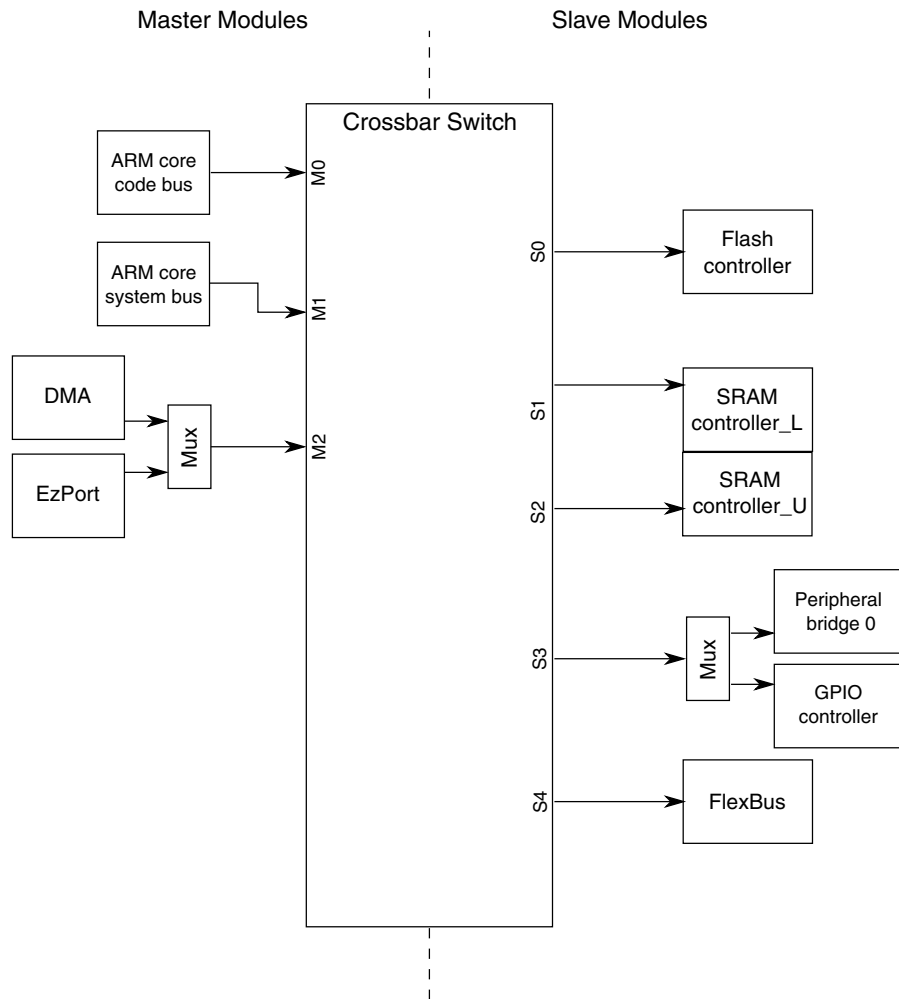 Master Modules
Slave Modules
Crossbar Switch
ARM core
code bus
M0
ARM core
system bus
M1
DMA
EzPort
Mux
M2
S0
Flash
controller
S1
SRAM
controller_L
S2
SRAM
controller_U
S3
Mux
Peripheral
bridge 0
GPIO
controller
S4
FlexBus